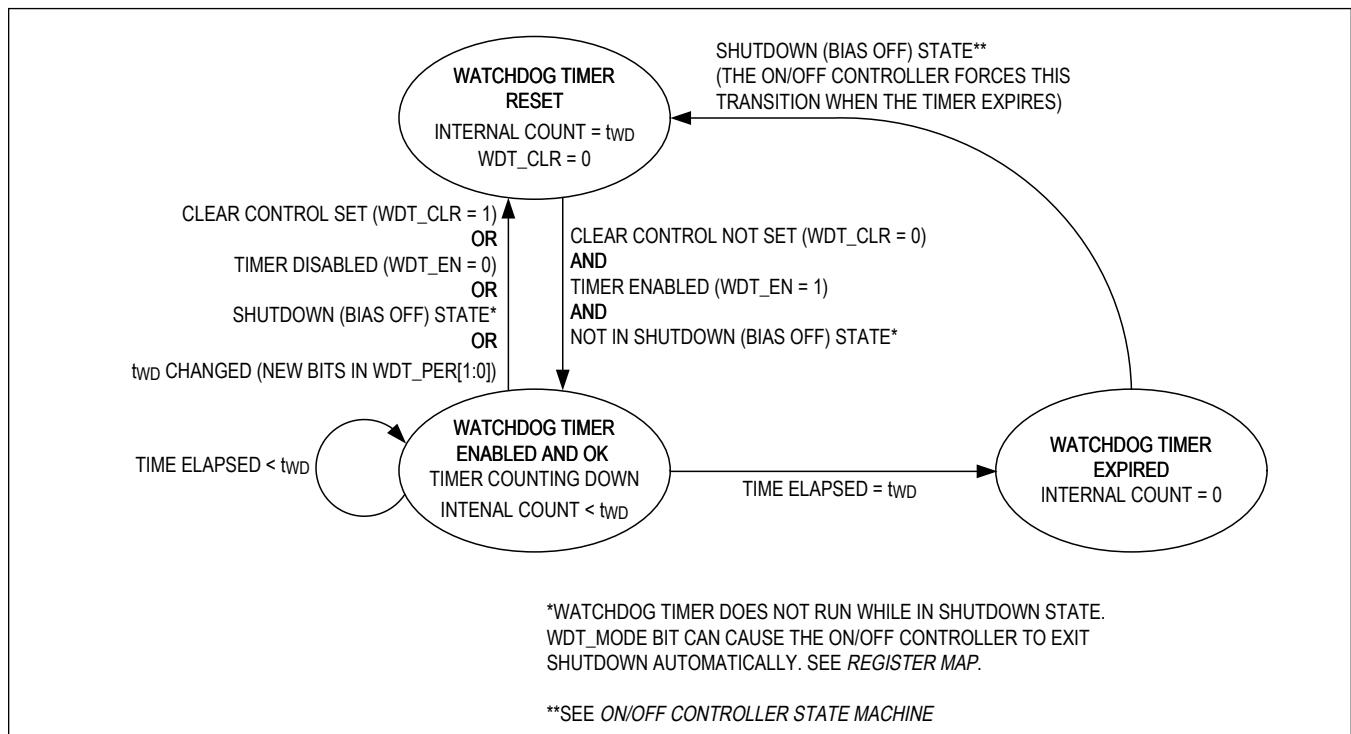 SHUTDOWN (BIAS OFF) STATE**
(THE ON/OFF CONTROLLER FORCES THIS
TRANSITION WHEN THE TIMER EXPIRES)
WATCHDOG TIMER
RESET
INTERNAL COUNT = tWD
WDT_CLR = 0
CLEAR CONTROL SET (WDT_CLR = 1)
OR
TIMER DISABLED (WDT_EN = 0)
OR
SHUTDOWN (BIAS OFF) STATE*
OR
tWD CHANGED (NEW BITS IN WDT_PER[1:0])
CLEAR CONTROL NOT SET (WDT_CLR = 0)
AND
TIMER ENABLED (WDT_EN = 1)
AND
NOT IN SHUTDOWN (BIAS OFF) STATE*
TIME ELAPSED < tWD
WATCHDOG TIMER
ENABLED AND OK
TIMER COUNTING DOWN
INTENAL COUNT < tWD
TIME ELAPSED = tWD
WATCHDOG TIMER
EXPIRED
INTERNAL COUNT = 0
*WATCHDOG TIMER DOES NOT RUN WHILE IN SHUTDOWN STATE.
WDT_MODE BIT CAN CAUSE THE ON/OFF CONTROLLER TO EXIT
SHUTDOWN AUTOMATICALLY. SEE REGISTER MAP.
**SEE ON/OFF CONTROLLER STATE MACHINE